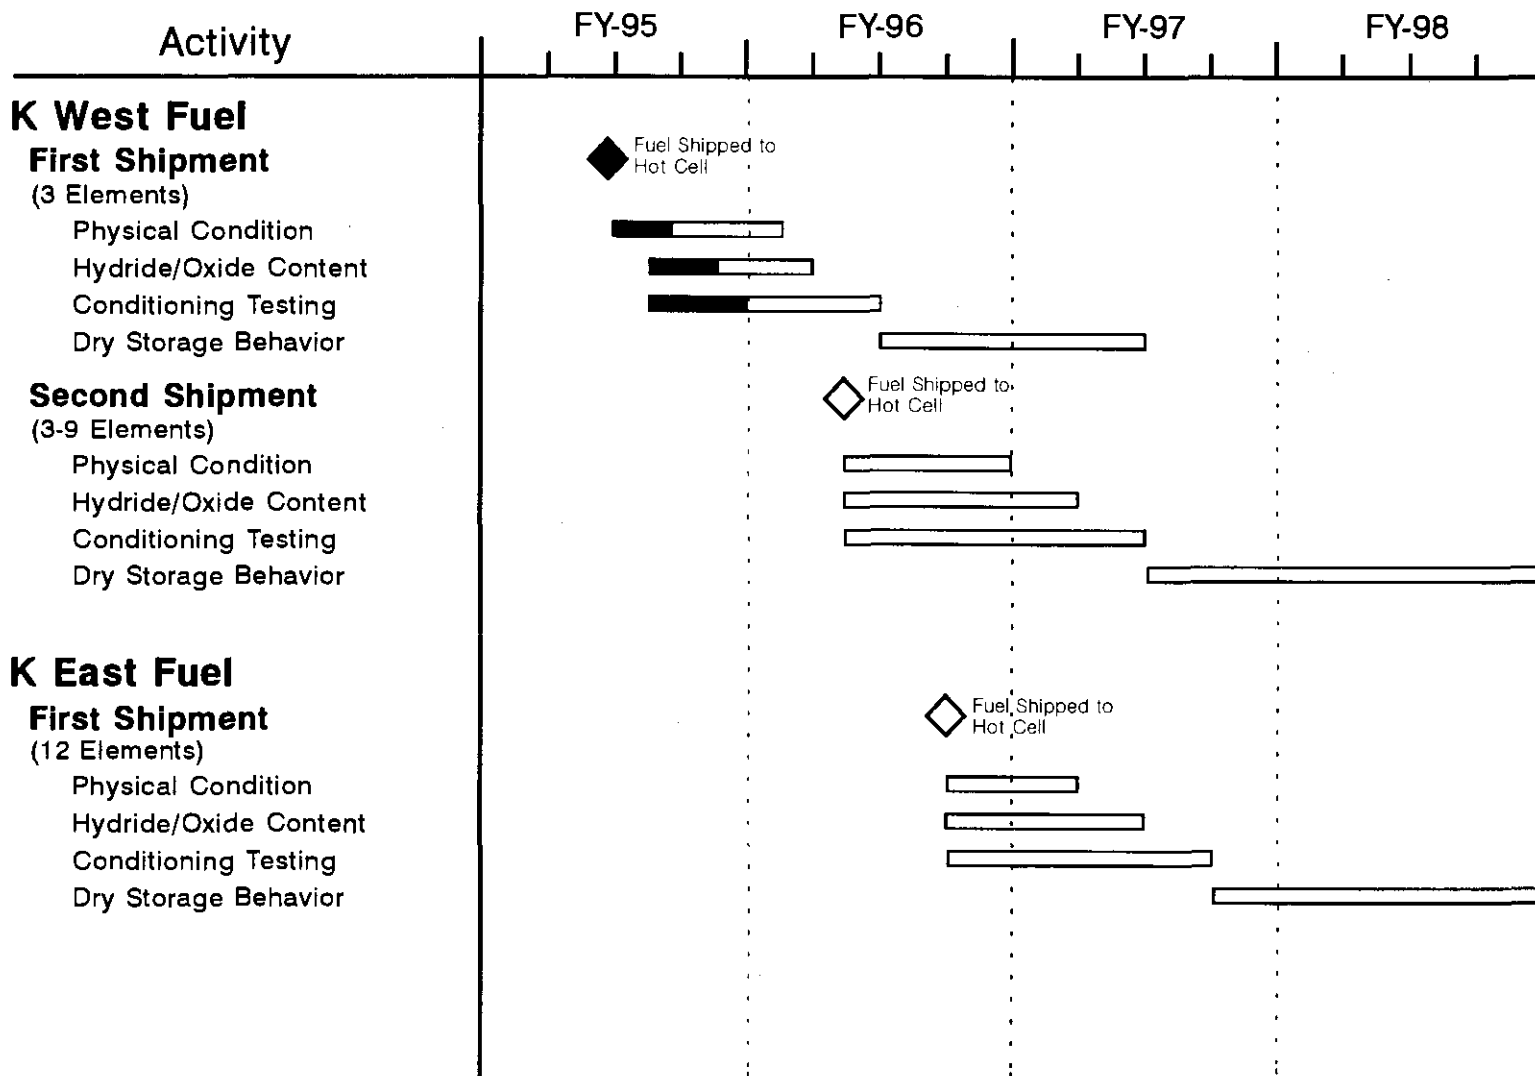 Activity
FY-95 FY-96 FY-97 FY-98
K West Fuel
First Shipment
Fuel Shipped to
Hot Cell
(3 Elements)
Physical Condition
Hydride/Oxide Content
Conditioning Testing
Dry Storage Behavior
Second Shipment
Fuel Shipped to
Hot Cell
(3-9 Elements)
Physical Condition
Hydride/Oxide Content
Conditioning Testing
Dry Storage Behavior
K East Fuel
First Shipment
Fuel Shipped to
Hot Cell
(12 Elements)
Physical Condition
Hydride/Oxide Content
Conditioning Testing
Dry Storage Behavior